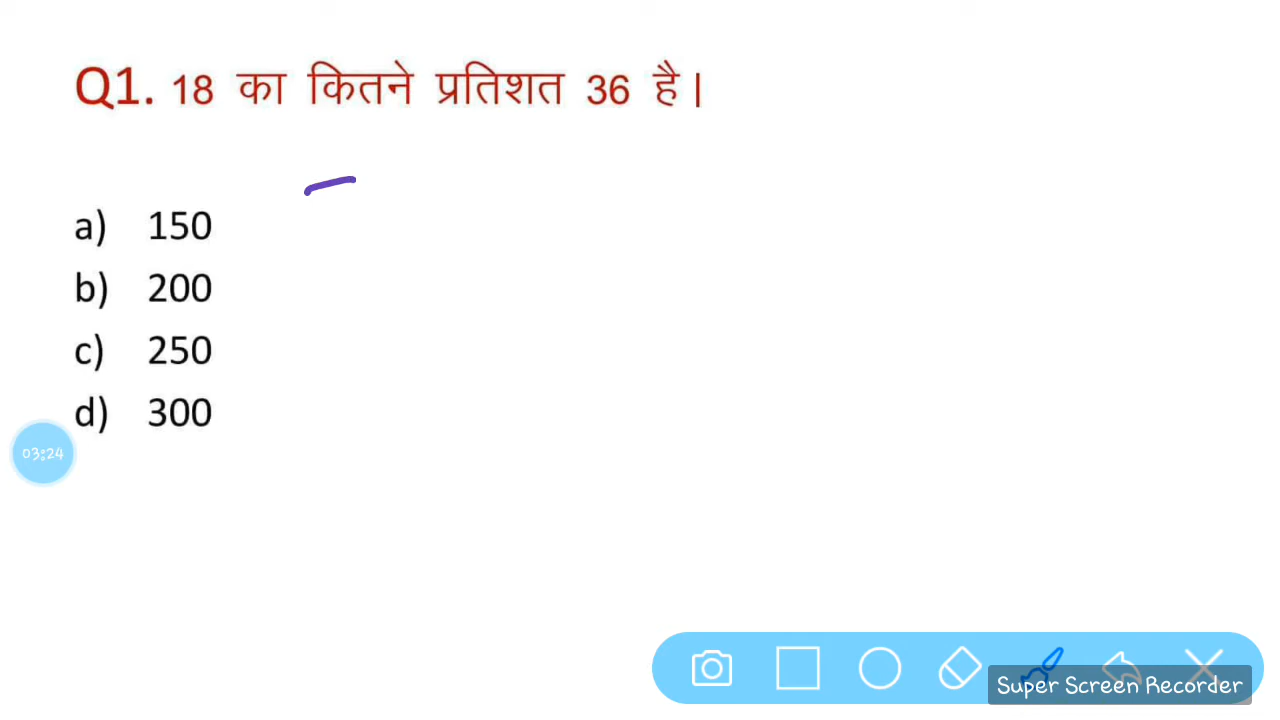 Q1. 18 का कितने प्रतिशत 36 है।
a) 150
b) 200
c) 250
d) 300
03:24
Super Screen Recorder